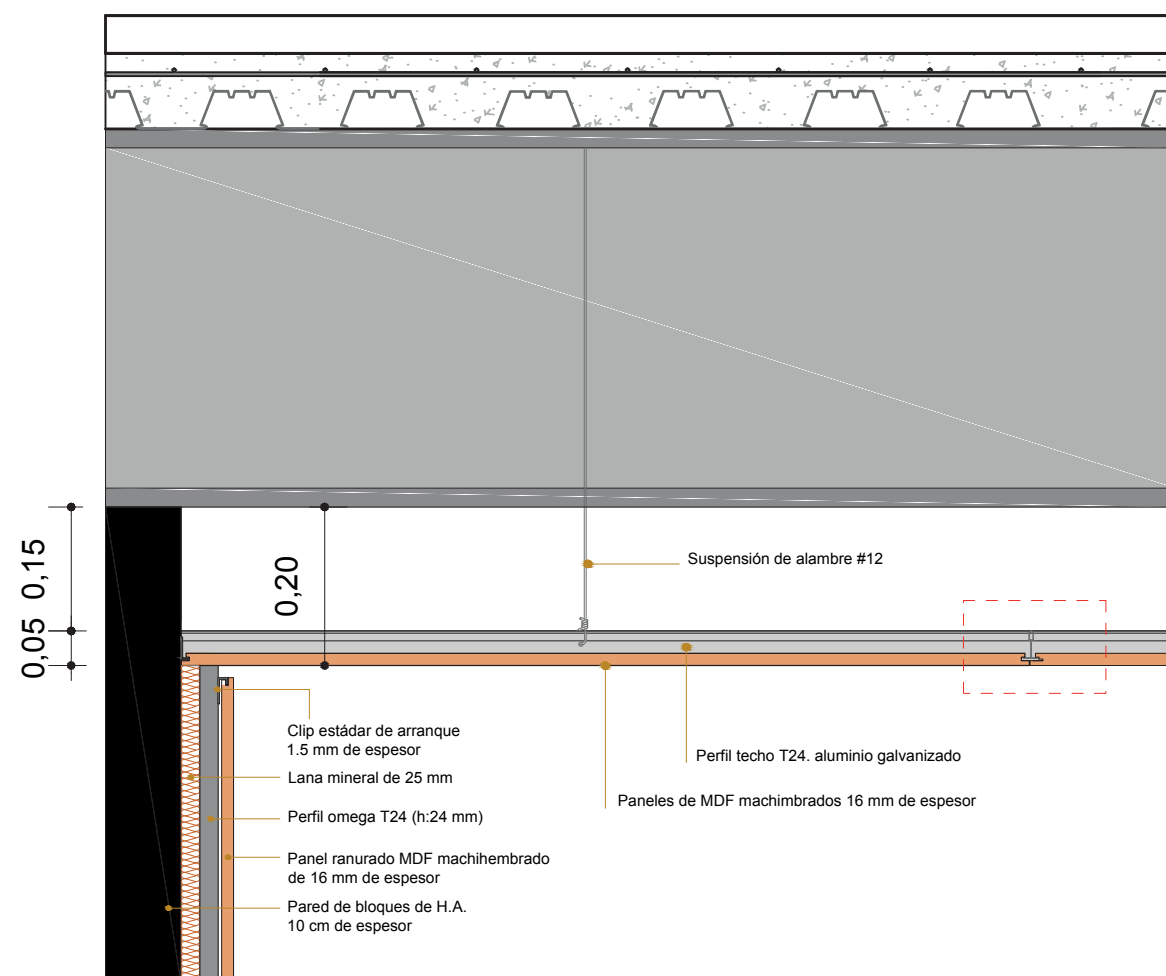 0,15
0,05
0,20
Suspensión de alambre #12
Clip estádar de arranque
1.5 mm de espesor
Perfil techo T24. aluminio galvanizado
Lana mineral de 25 mm
Paneles de MDF machimbrados 16 mm de espesor
Perfil omega T24 (h:24 mm)
Panel ranurado MDF machihembrado
de 16 mm de espesor
Pared de bloques de H.A.
10 cm de espesor